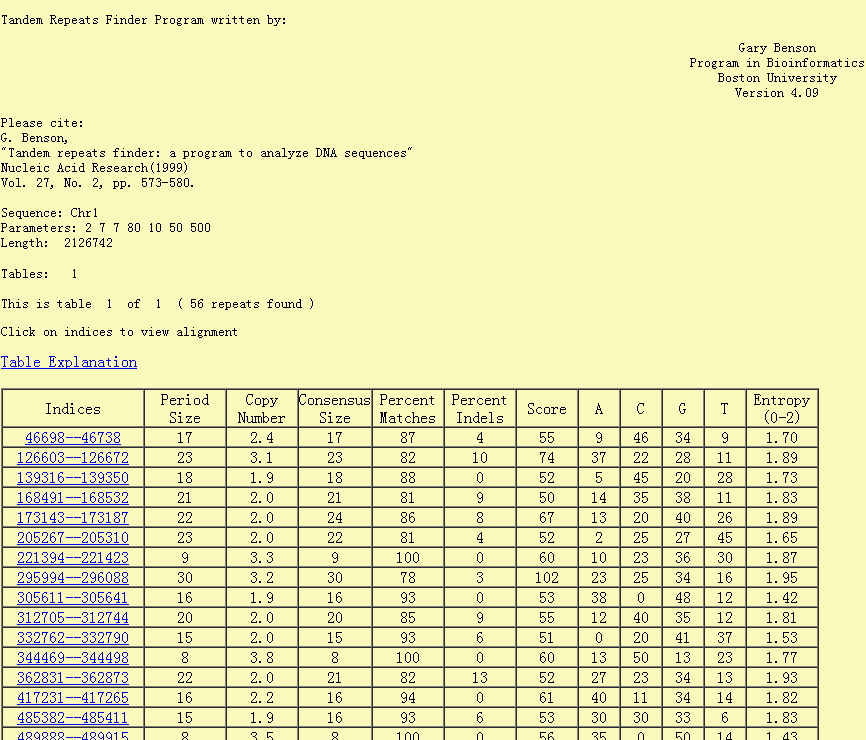 Tandem Repeats Finder Program written by:
Gary Benson
Program in Bioinformatics
Boston University
Version 4.09
Please cite:
G. Benson,
"Tandem repeats finder: a program to analyze DNA sequences"
Nucleic Acid Research(1999)
Vol. 27, No. 2, pp. 573-580.
Sequence: Chr1
Parameters: 2 7 7 80 10 50 500
Length: 2126742
Tables: 1
This is table 1 of 1 ( 56 repeats found )
Click on indices to view alignment
Table Explanation
Indices Period Size Copy Number Consensus Size Percent Matches Percent Indels Score A C G T Entropy (0-2)
46698--46738 17 2.4 17 87 4 55 9 46 34 9 1.70
126603--126672 23 3.1 23 82 10 74 37 22 28 11 1.89
139316--139350 18 1.9 18 88 0 52 5 45 20 28 1.73
168491--168532 21 2.0 21 81 9 50 14 35 38 11 1.83
173143--173187 22 2.0 24 86 8 67 13 20 40 26 1.89
205267--205310 23 2.0 22 81 4 52 2 25 27 45 1.65
221394--221423 9 3.3 9 100 0 60 10 23 36 30 1.87
295994--296088 30 3.2 30 78 3 102 23 25 34 16 1.95
305611--305641 16 1.9 16 93 0 53 38 0 48 12 1.42
312705--312744 20 2.0 20 85 9 55 12 40 35 12 1.81
332762--332790 15 2.0 15 93 6 51 0 20 41 37 1.53
344469--344498 8 3.8 8 100 0 60 13 50 13 23 1.77
362831--362873 22 2.0 21 82 13 52 27 23 34 13 1.93
417231--417265 16 2.2 16 94 0 61 40 11 34 14 1.82
485382--485411 15 1.9 16 93 6 53 30 30 33 6 1.83
489888--489915 8 3.5 8 100 0 56 35 0 50 14 1.43